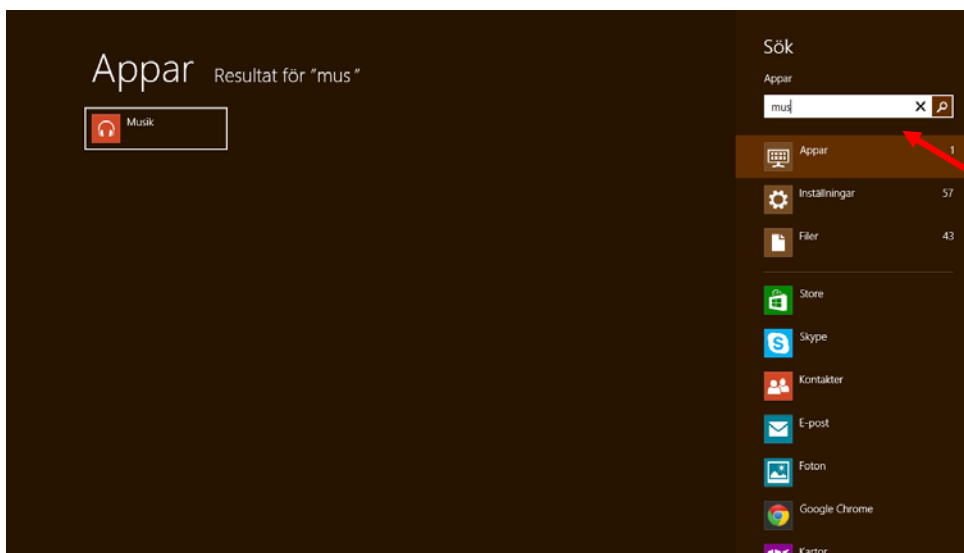 Appar Resultat för "mus"
Musik
Sök
Appar
mus
Appar 1
Inställningar 57
Filer 43
Store
Skype
Kontakter
E-post
Foton
Google Chrome
Kartor